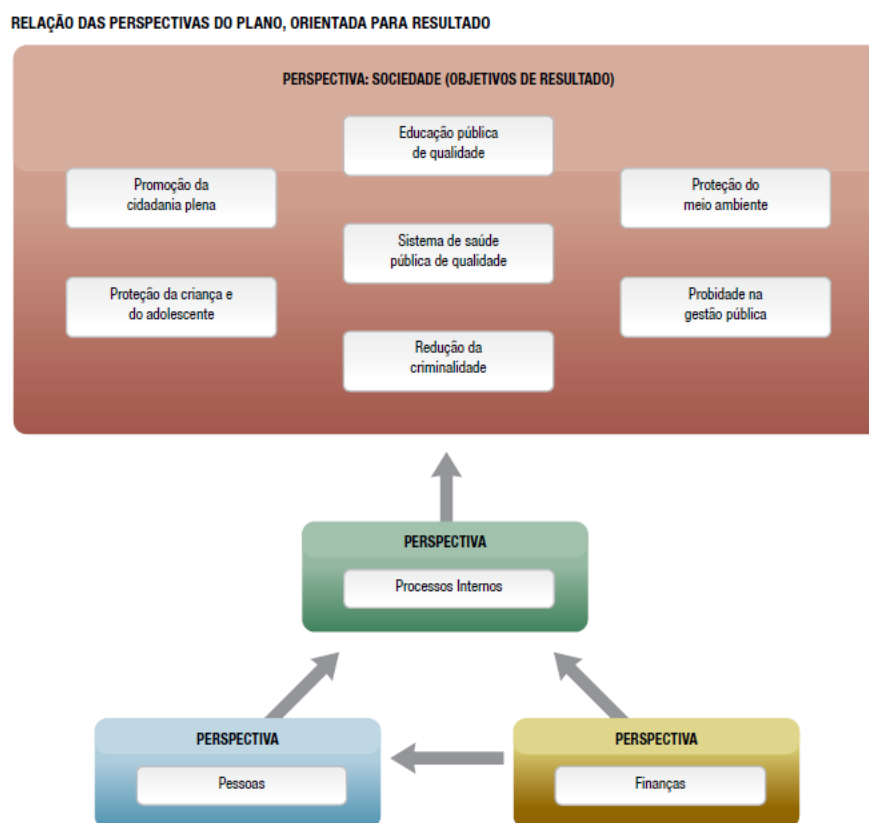 RELAÇÃO DAS PERSPECTIVAS DO PLANO, ORIENTADA PARA RESULTADO
PERSPECTIVA: SOCIEDADE (OBJETIVOS DE RESULTADO)
Educação pública
de qualidade
Promoção da
cidadania plena
Proteção do
meio ambiente
Sistema de saúde
pública de qualidade
Proteção da criança e
do adolescente
Probidade na
gestão pública
Redução da
criminalidade
PERSPECTIVA
Processos Internos
PERSPECTIVA
Pessoas
PERSPECTIVA
Finanças